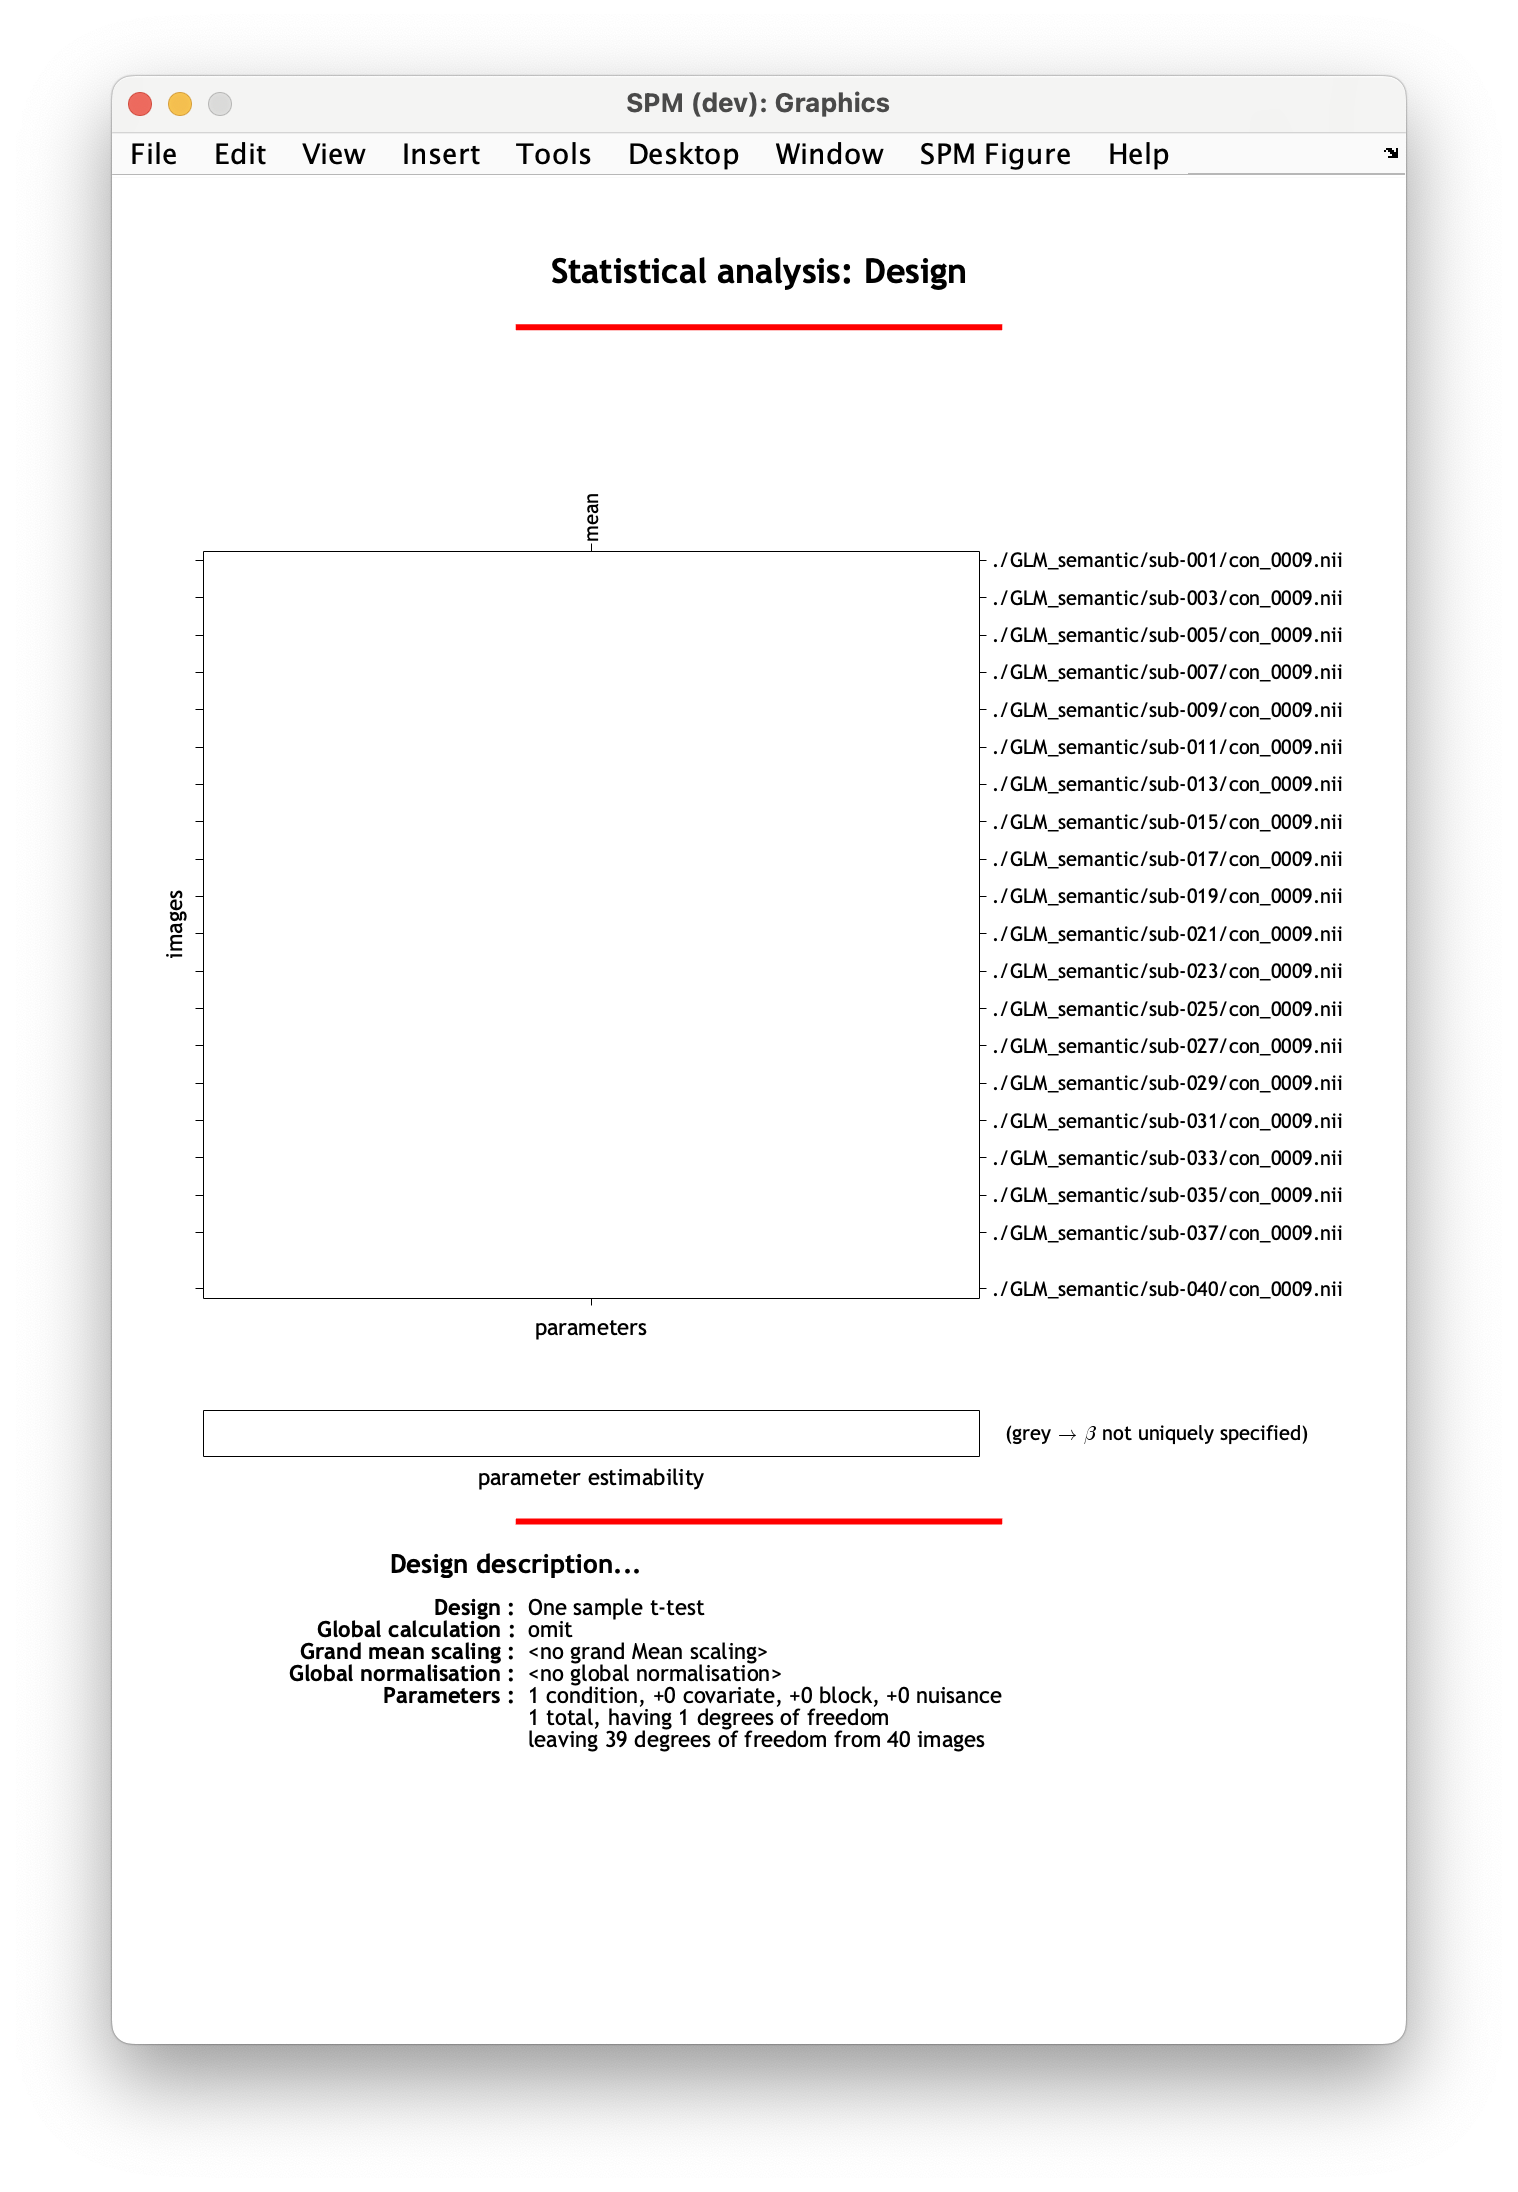 SPM (dev): Graphics
File Edit View Insert Tools Desktop Window SPM Figure Help
Statistical analysis: Design
mean
./GLM_semantic/sub-001/con_0009.nii
./GLM_semantic/sub-003/con_0009.nii
./GLM_semantic/sub-005/con_0009.nii
./GLM_semantic/sub-007/con_0009.nii
./GLM_semantic/sub-009/con_0009.nii
./GLM_semantic/sub-011/con_0009.nii
./GLM_semantic/sub-013/con_0009.nii
./GLM_semantic/sub-015/con_0009.nii
./GLM_semantic/sub-017/con_0009.nii
./GLM_semantic/sub-019/con_0009.nii
./GLM_semantic/sub-021/con_0009.nii
./GLM_semantic/sub-023/con_0009.nii
./GLM_semantic/sub-025/con_0009.nii
./GLM_semantic/sub-027/con_0009.nii
./GLM_semantic/sub-029/con_0009.nii
./GLM_semantic/sub-031/con_0009.nii
./GLM_semantic/sub-033/con_0009.nii
./GLM_semantic/sub-035/con_0009.nii
./GLM_semantic/sub-037/con_0009.nii
./GLM_semantic/sub-040/con_0009.nii
images
parameters
(grey → β not uniquely specified)
parameter estimability
Design description...
Design : One sample t-test
Global calculation : omit
Grand mean scaling : <no grand Mean scaling>
Global normalisation : <no global normalisation>
Parameters : 1 condition, +0 covariate, +0 block, +0 nuisance
1 total, having 1 degrees of freedom
leaving 39 degrees of freedom from 40 images